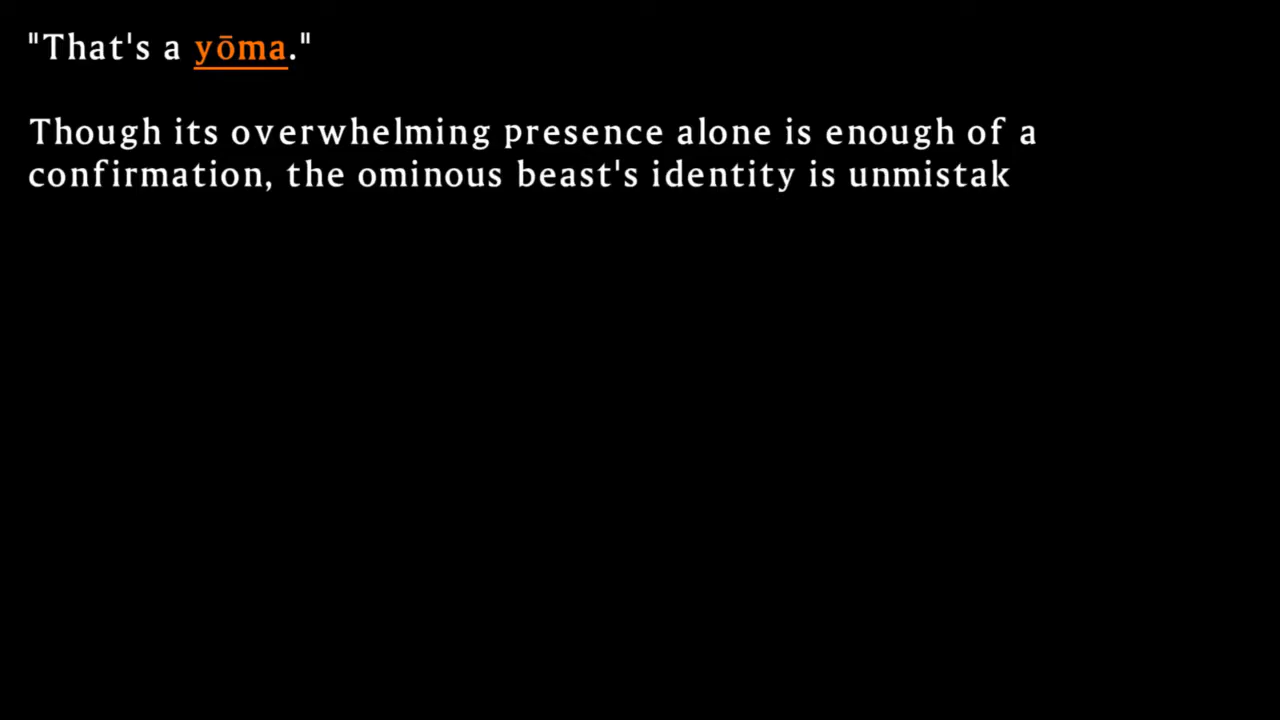 "That's a yōma."
Though its overwhelming presence alone is enough of a
confirmation, the ominous beast's identity is unmistak